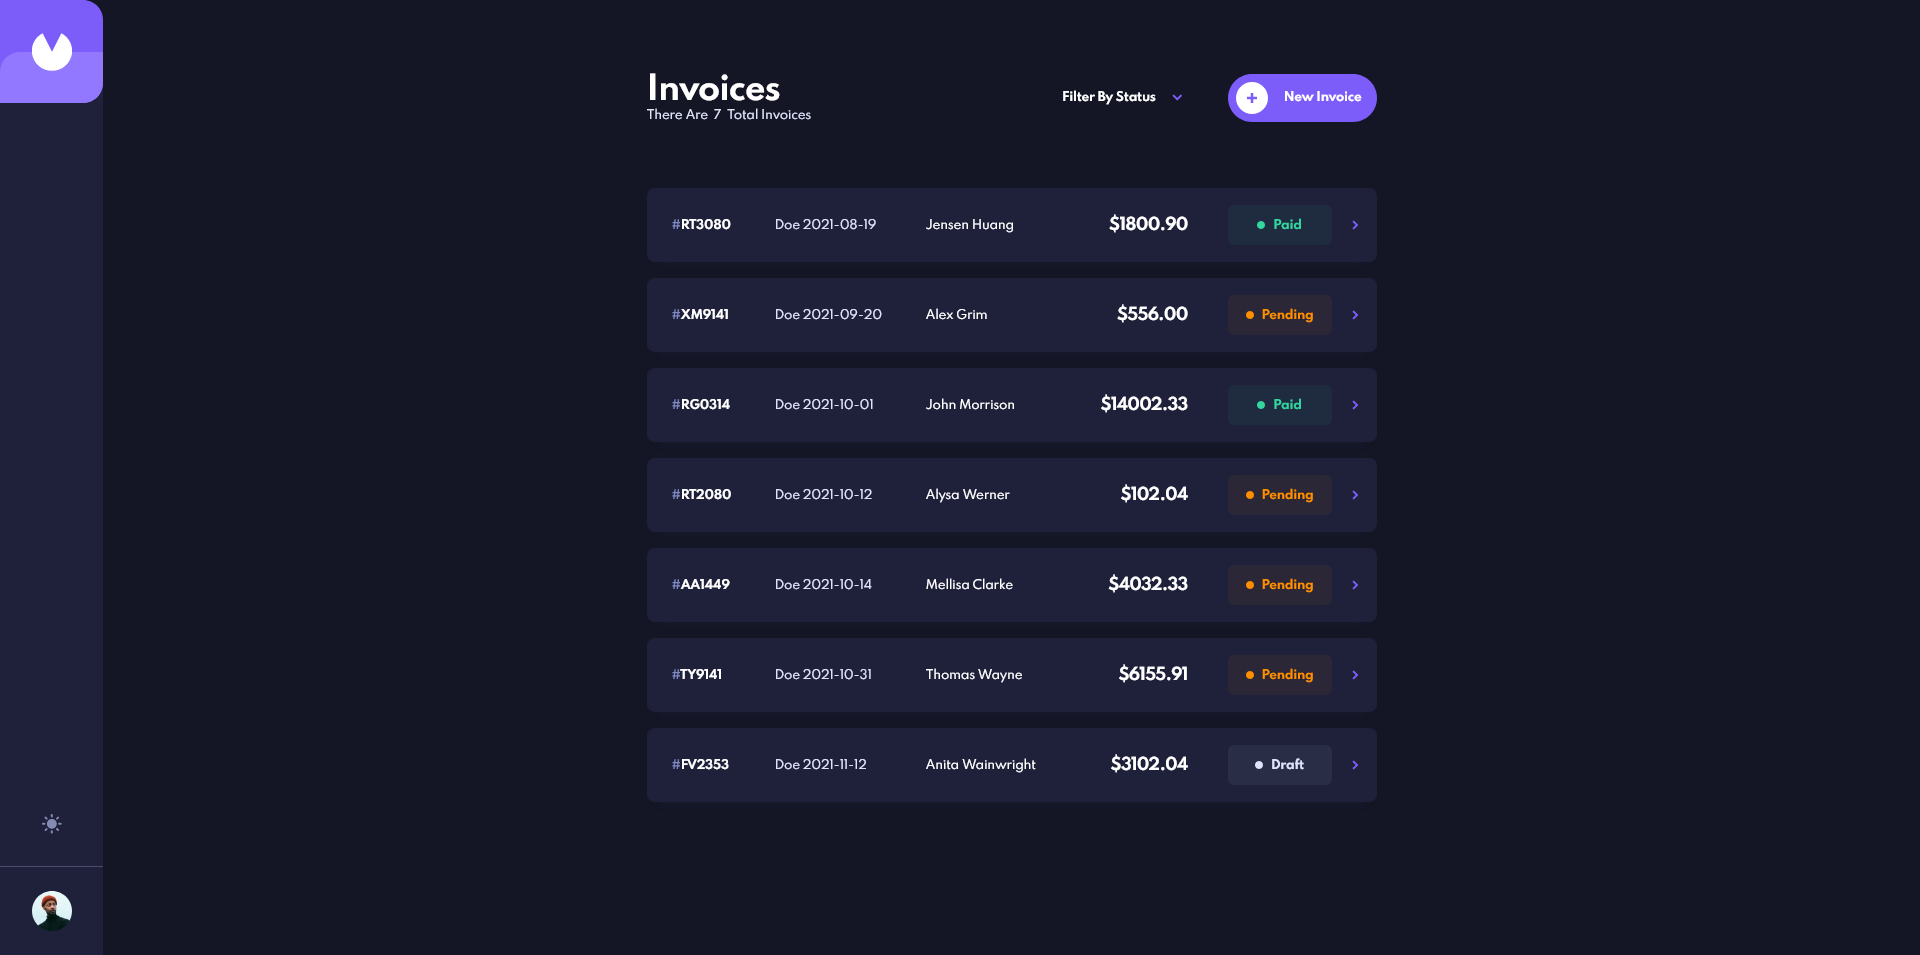 Invoices
There Are 7 Total Invoices
Filter By Status
New Invoice
#RT3080 Doe 2021-08-19 Jensen Huang $1800.90 Paid
#XM9141 Doe 2021-09-20 Alex Grim $556.00 Pending
#RG0314 Doe 2021-10-01 John Morrison $14002.33 Paid
#RT2080 Doe 2021-10-12 Alysa Werner $102.04 Pending
#AA1449 Doe 2021-10-14 Mellisa Clarke $4032.33 Pending
#TY9141 Doe 2021-10-31 Thomas Wayne $6155.91 Pending
#FV2353 Doe 2021-11-12 Anita Wainwright $3102.04 Draft